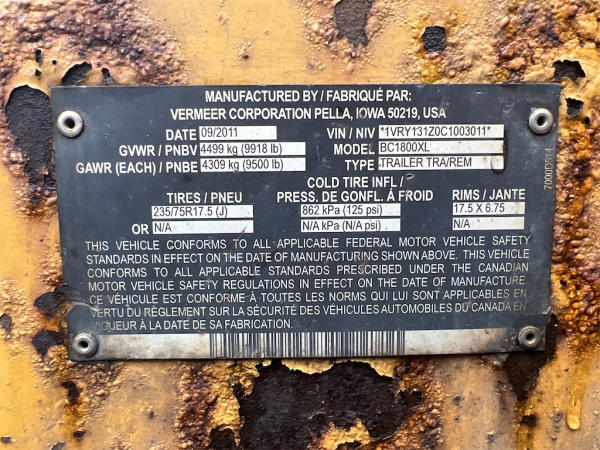 MANUFACTURED BY / FABRIQUÉ PAR:
VERMEER CORPORATION PELLA, IOWA 50219, USA
DATE 09/2011 VIN / NIV *1VRY131Z0C1003011*
GVWR / PNBV 4499 kg (9918 lb) MODEL BC1800XL
GAWR (EACH) / PNBE 4309 kg (9500 lb) TYPE TRAILER TRA/REM
COLD TIRE INFL /
TIRES / PNEU PRESS. DE GONFL. À FROID RIMS / JANTE
235/75R17.5 (J) 862 kPa (125 psi) 17.5 X 6.75
OR N/A N/A kPa (N/A psi) N/A
THIS VEHICLE CONFORMS TO ALL APPLICABLE FEDERAL MOTOR VEHICLE SAFETY
STANDARDS IN EFFECT ON THE DATE OF MANUFACTURING SHOWN ABOVE. THIS VEHICLE
CONFORMS TO ALL APPLICABLE STANDARDS PRESCRIBED UNDER THE CANADIAN
MOTOR VEHICLE SAFETY REGULATIONS IN EFFECT ON THE DATE OF MANUFACTURE.
CE VÉHICULE EST CONFORME À TOUTES LES NORMES QUI LUI SONT APPLICABLES EN
VERTU DU RÈGLEMENT SUR LA SÉCURITÉ DES VÉHICULES AUTOMOBILES DU CANADA EN
VIGUEUR À LA DATE DE SA FABRICATION.